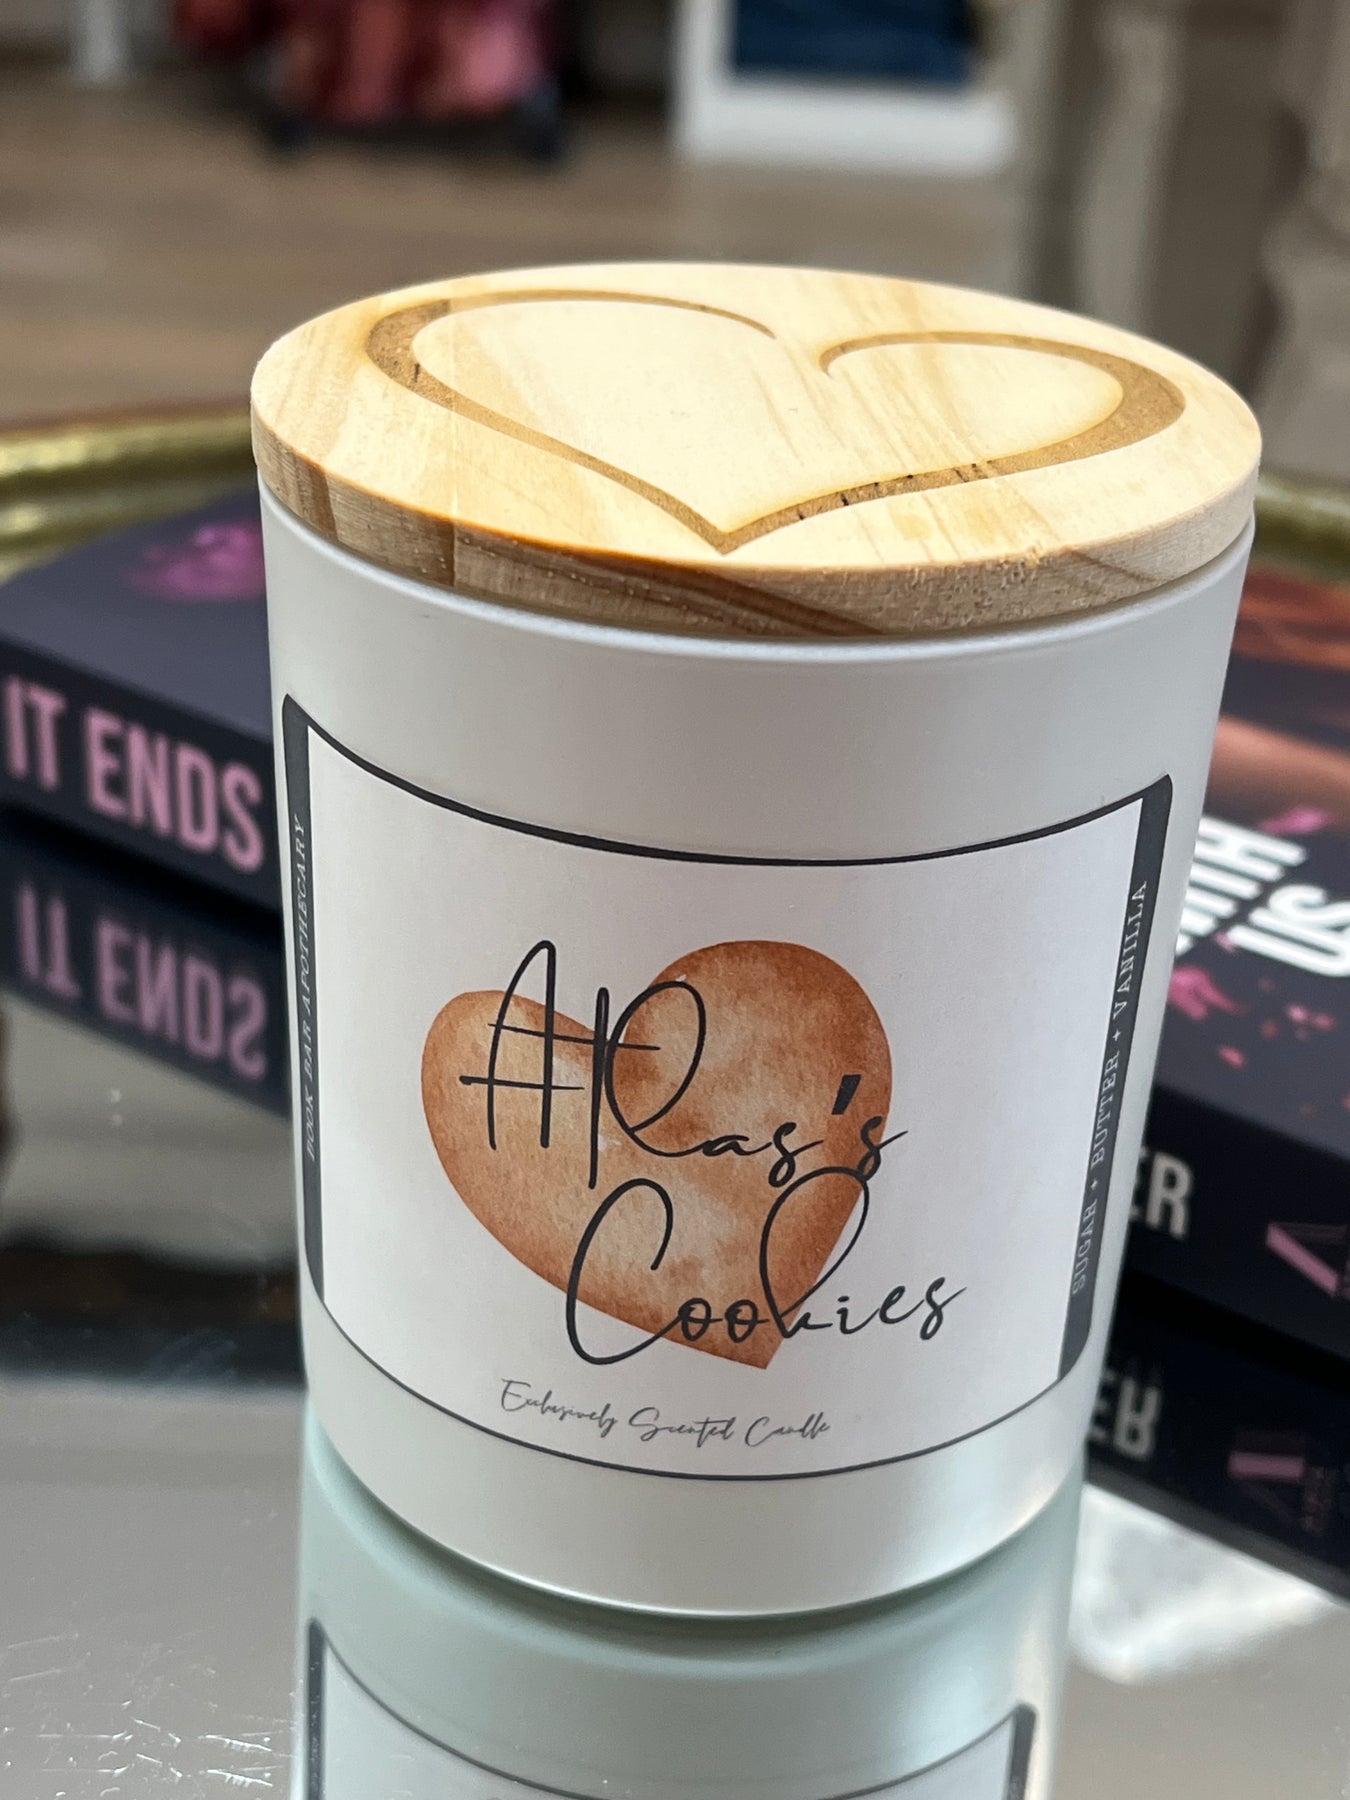 IT ENDS
BOOK BAR APOTHECARY
Atlas's
Cookies
Exclusively Scented Candle
SUGAR + BUTTER + VANILLA
US
ER